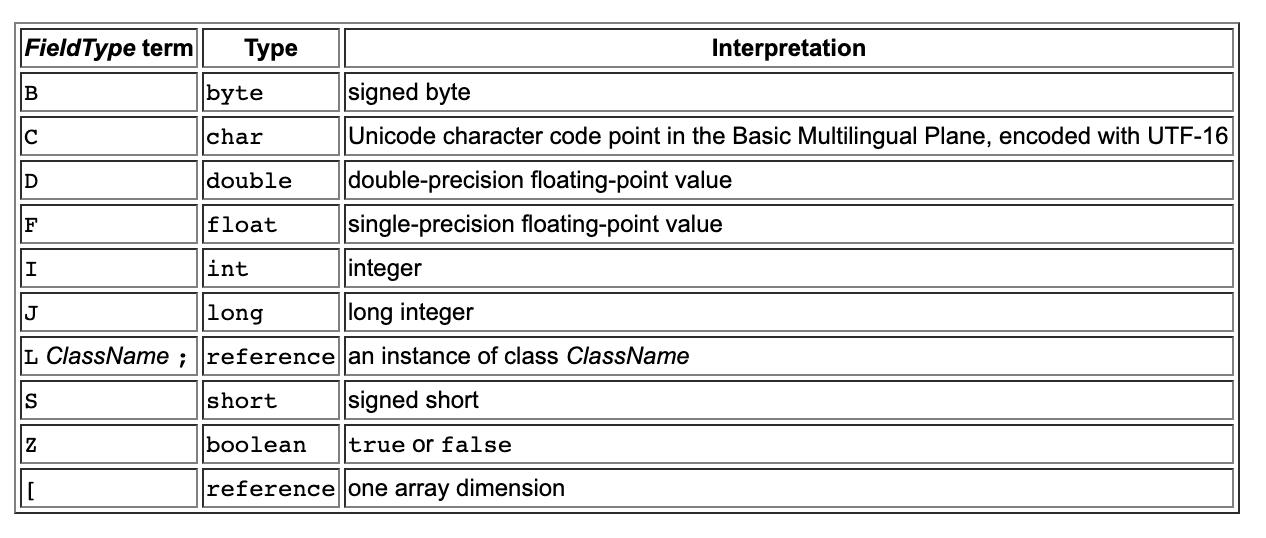 FieldType term Type Interpretation
B byte signed byte
C char Unicode character code point in the Basic Multilingual Plane, encoded with UTF-16
D double double-precision floating-point value
F float single-precision floating-point value
I int integer
J long long integer
L ClassName ; reference an instance of class ClassName
S short signed short
Z boolean true or false
[ reference one array dimension